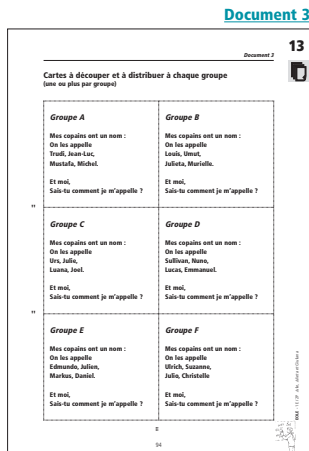 Document 3
13
Document 3
Cartes à découper et à distribuer à chaque groupe
(une ou plus par groupe)
Groupe A
Mes copains ont un nom :
On les appelle
Trudi, Jean-Luc,
Mustafa, Michel.
Et moi,
Sais-tu comment je m'appelle ?
Groupe B
Mes copains ont un nom :
On les appelle
Louis, Umut,
Julieta, Murielle.
Et moi,
Sais-tu comment je m'appelle ?
Groupe C
Mes copains ont un nom :
On les appelle
Urs, Julie,
Luana, Joel.
Et moi,
Sais-tu comment je m'appelle ?
Groupe D
Mes copains ont un nom :
On les appelle
Sullivan, Nuno,
Lucas, Emmanuel.
Et moi,
Sais-tu comment je m'appelle ?
Groupe E
Mes copains ont un nom :
On les appelle
Edmundo, Julien,
Markus, Daniel.
Et moi,
Sais-tu comment je m'appelle ?
Groupe F
Mes copains ont un nom :
On les appelle
Ulrich, Suzanne,
Julio, Christelle
Et moi,
Sais-tu comment je m'appelle ?
8
94